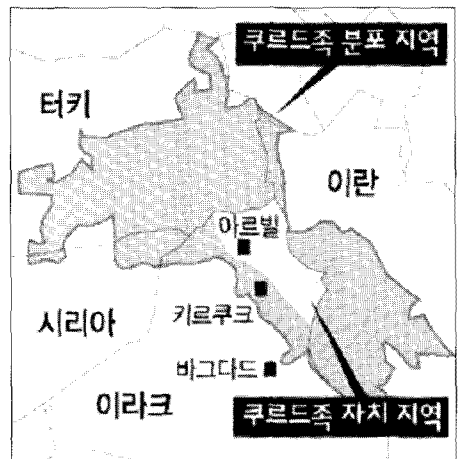 쿠르드족 분포 지역
터키
이란
아르빌
시리아
키르쿠크
바그다드
이라크
쿠르드족 자치 지역